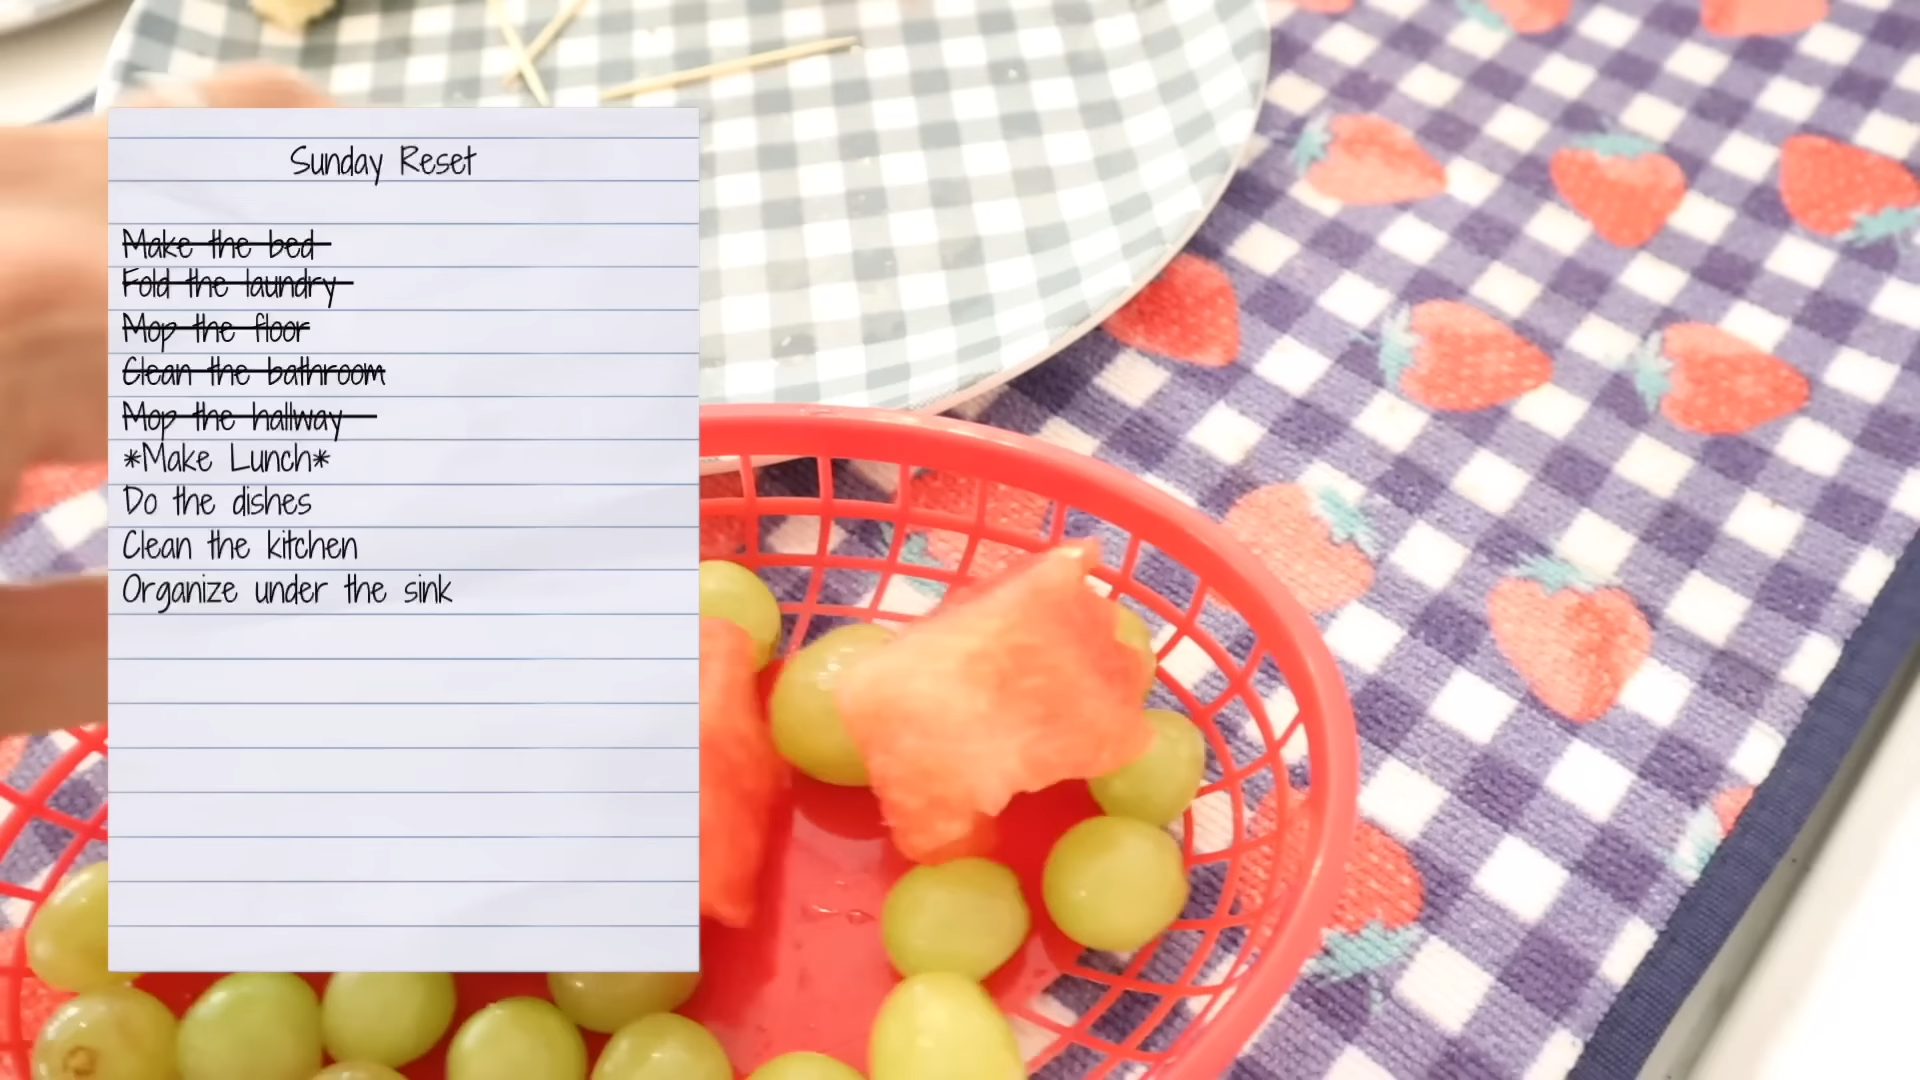 Sunday Reset
Make the bed
Fold the laundry
Mop the floor
Clean the bathroom
Mop the hallway
*Make Lunch*
Do the dishes
Clean the kitchen
Organize under the sink